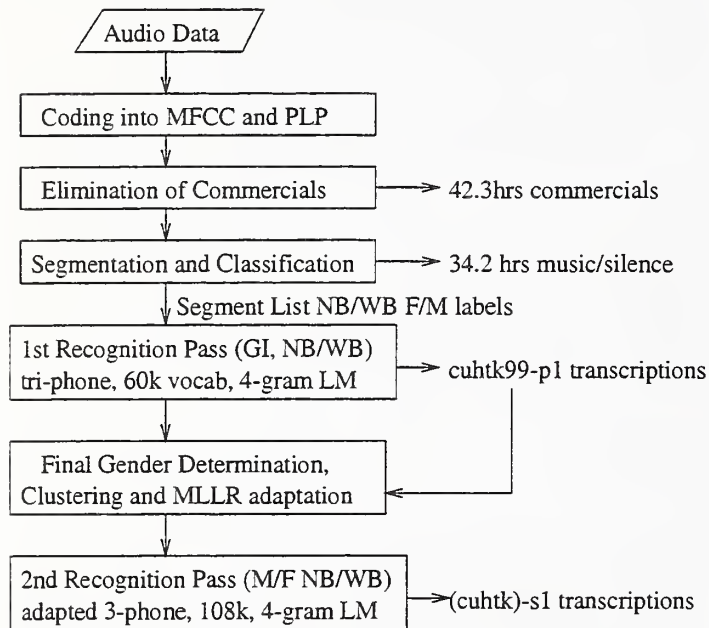 Audio Data
Coding into MFCC and PLP
Elimination of Commercials
42.3hrs commercials
Segmentation and Classification
34.2 hrs music/silence
Segment List NB/WB F/M labels
1st Recognition Pass (GI, NB/WB)
tri-phone, 60k vocab, 4-gram LM
cuhtk99-p1 transcriptions
Final Gender Determination,
Clustering and MLLR adaptation
2nd Recognition Pass (M/F NB/WB)
adapted 3-phone, 108k, 4-gram LM
(cuhtk)-s1 transcriptions